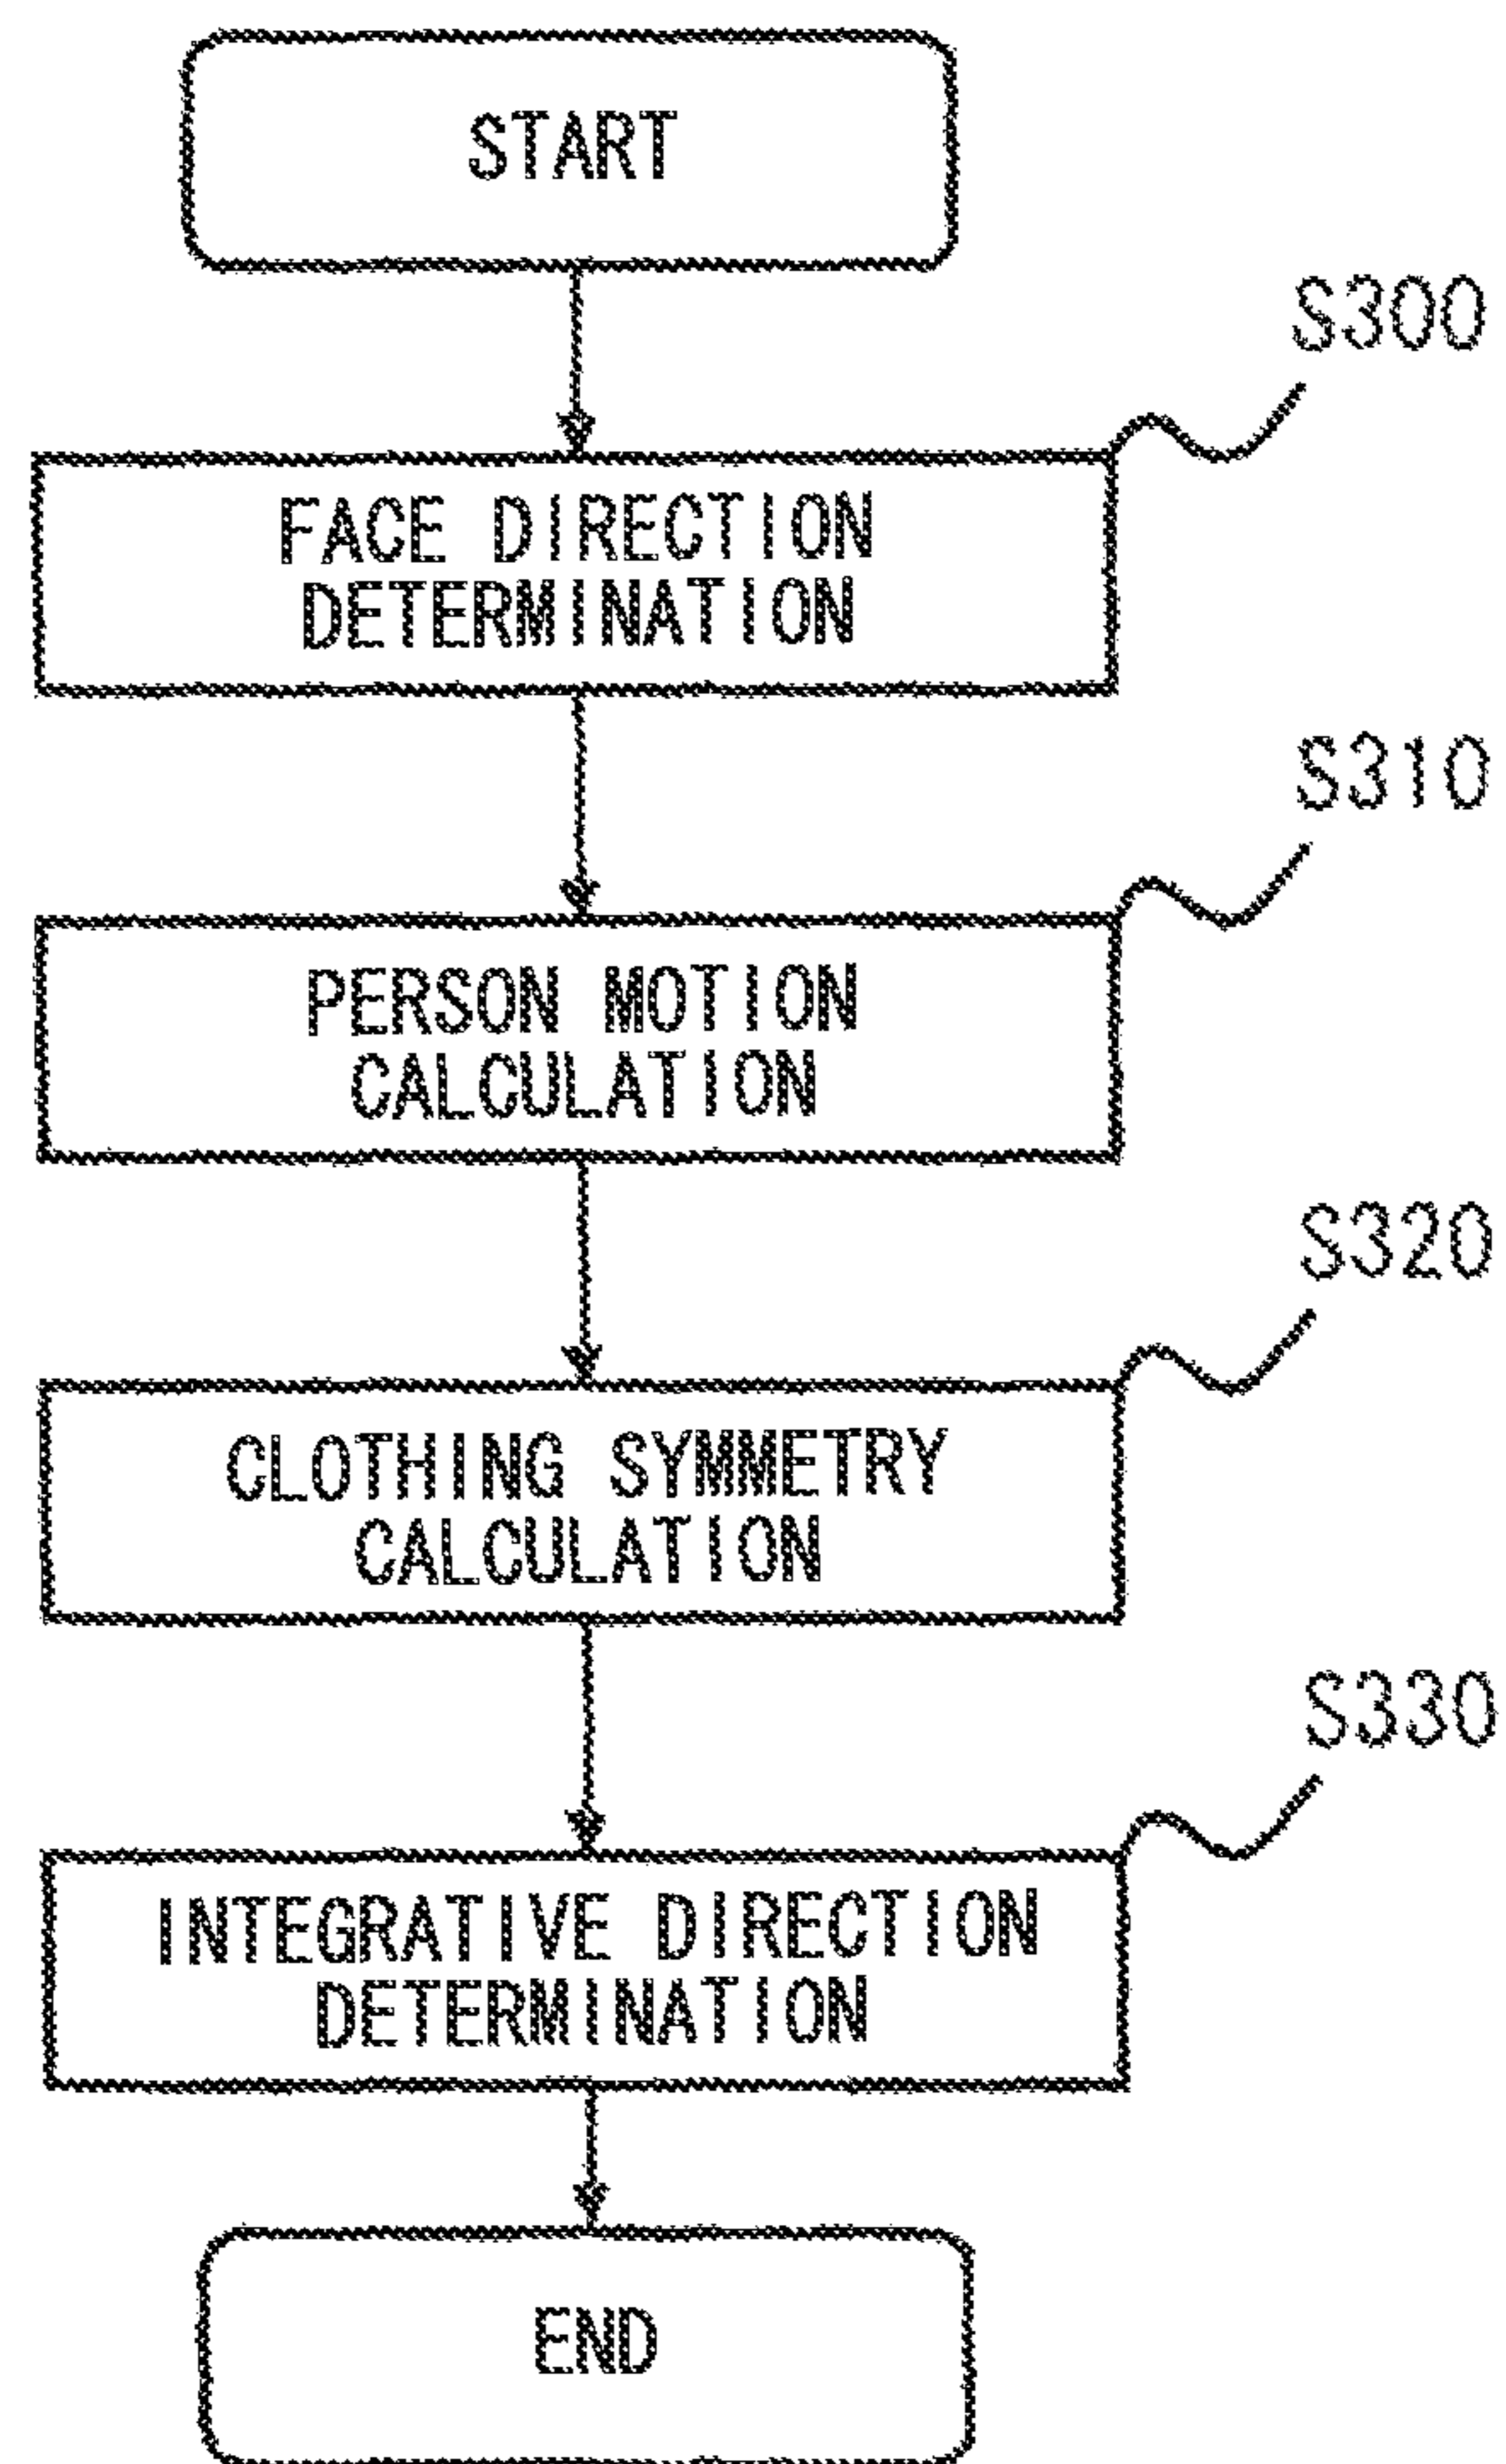 START
S300
FACE DIRECTION
DETERMINATION
S310
PERSON MOTION
CALCULATION
S320
CLOTHING SYMMETRY
CALCULATION
S330
INTEGRATIVE DIRECTION
DETERMINATION
END